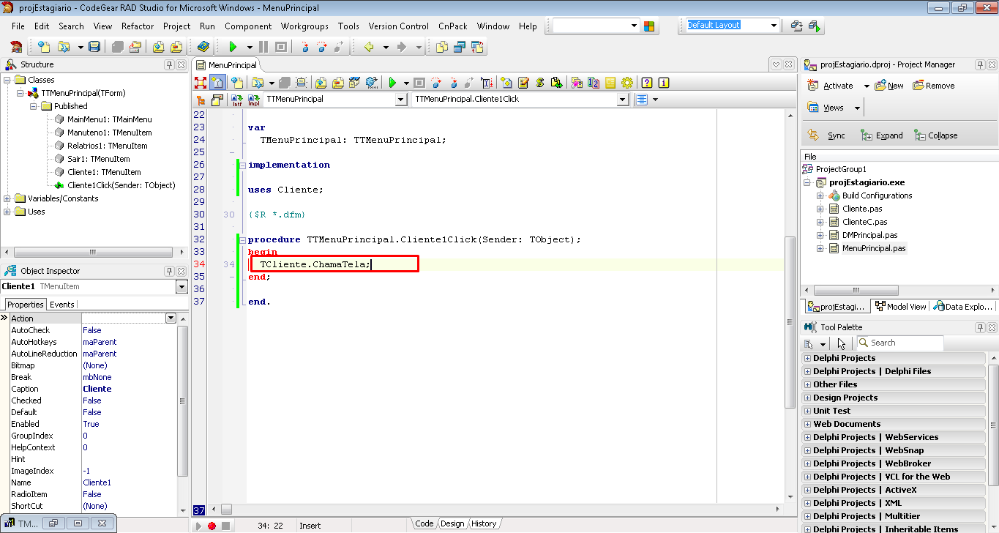 projEstagiario - CodeGear RAD Studio for Microsoft Windows - MenuPrincipal
File Edit Search View Refactor Project Run Component Workgroups Tools Version Control CnPack Window Help
Default Layout
Structure
Classes
TTMenuPrincipal(TForm)
Published
MainMenu1: TMainMenu
Manuteno1: TMenuItem
Relatrios1: TMenuItem
Sair1: TMenuItem
Cliente1: TMenuItem
Cliente1Click(Sender: TObject)
Variables/Constants
Uses
Object Inspector
Cliente1 TMenuItem
Properties Events
Action
AutoCheck False
AutoHotkeys maParent
AutoLineReduction maParent
Bitmap (None)
Break mbNone
Caption Cliente
Checked False
Default False
Enabled True
GroupIndex 0
HelpContext 0
Hint
ImageIndex -1
Name Cliente1
RadioItem False
ShortCut (None)
TM...
MenuPrincipal
Intf Impl TTMenuPrincipal TTMenuPrincipal.Cliente1Click
22
23 var
24 TMenuPrincipal: TTMenuPrincipal;
25
26 implementation
27
28 uses Cliente;
29
30 30 {$R *.dfm}
31
32 procedure TTMenuPrincipal.Cliente1Click(Sender: TObject);
33 begin
34 34 TCliente.ChamaTela;
35 end;
36
37 end.
37
34: 22 Insert
Code Design History
projEstagiario.dproj - Project Manager
Activate New Remove
Views
Sync Expand Collapse
File
ProjectGroup1
projEstagiario.exe
Build Configurations
Cliente.pas
ClienteC.pas
DMPrincipal.pas
MenuPrincipal.pas
projEstagi... Model View Data Explo...
Tool Palette
Search
Delphi Projects
Delphi Projects | Delphi Files
Other Files
Design Projects
Unit Test
Web Documents
Delphi Projects | WebServices
Delphi Projects | WebSnap
Delphi Projects | WebBroker
Delphi Projects | VCL for the Web
Delphi Projects | ActiveX
Delphi Projects | XML
Delphi Projects | Multitier
Delphi Projects | Inheritable Items